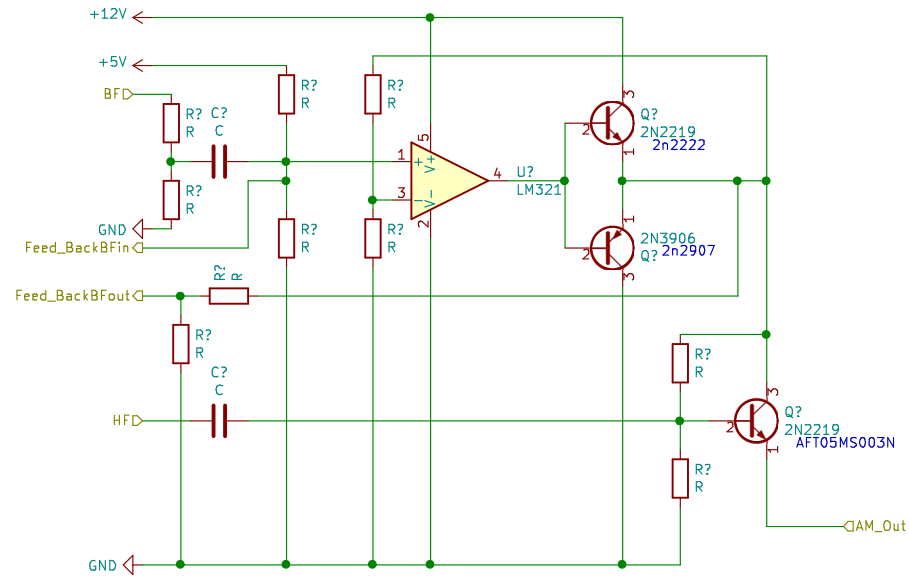 +12V
+5V
BF
R?
R
C?
C
R?
R
R?
R
3
Q?
2N2219
2n2222
2
1
R?
R
1
+
5
V+
U?
LM321
4
3
-
V-
2
GND
Feed_BackBFin
R?
R
R?
R
1
2N3906
Q?
2n2907
2
3
Feed_BackBFout
R?
R
R?
R
C?
C
R?
R
HF
3
Q?
2N2219
AFT05MS003N
2
1
R?
R
AM_Out
GND